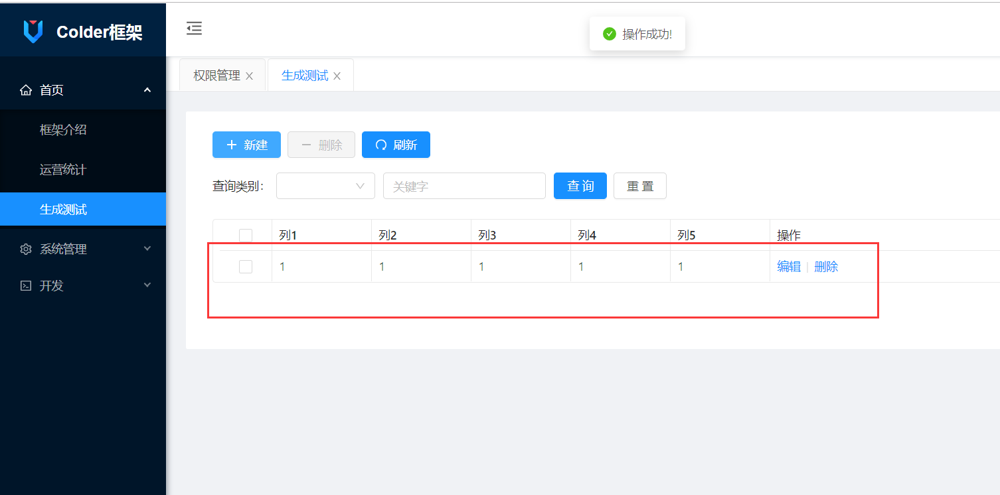 Colder框架
操作成功!
权限管理 生成测试
首页
框架介绍
运营统计
生成测试
系统管理
开发
新建 删除 刷新
查询类别: 关键字 查 询 重 置
列1 列2 列3 列4 列5 操作
1 1 1 1 1 编辑 删除